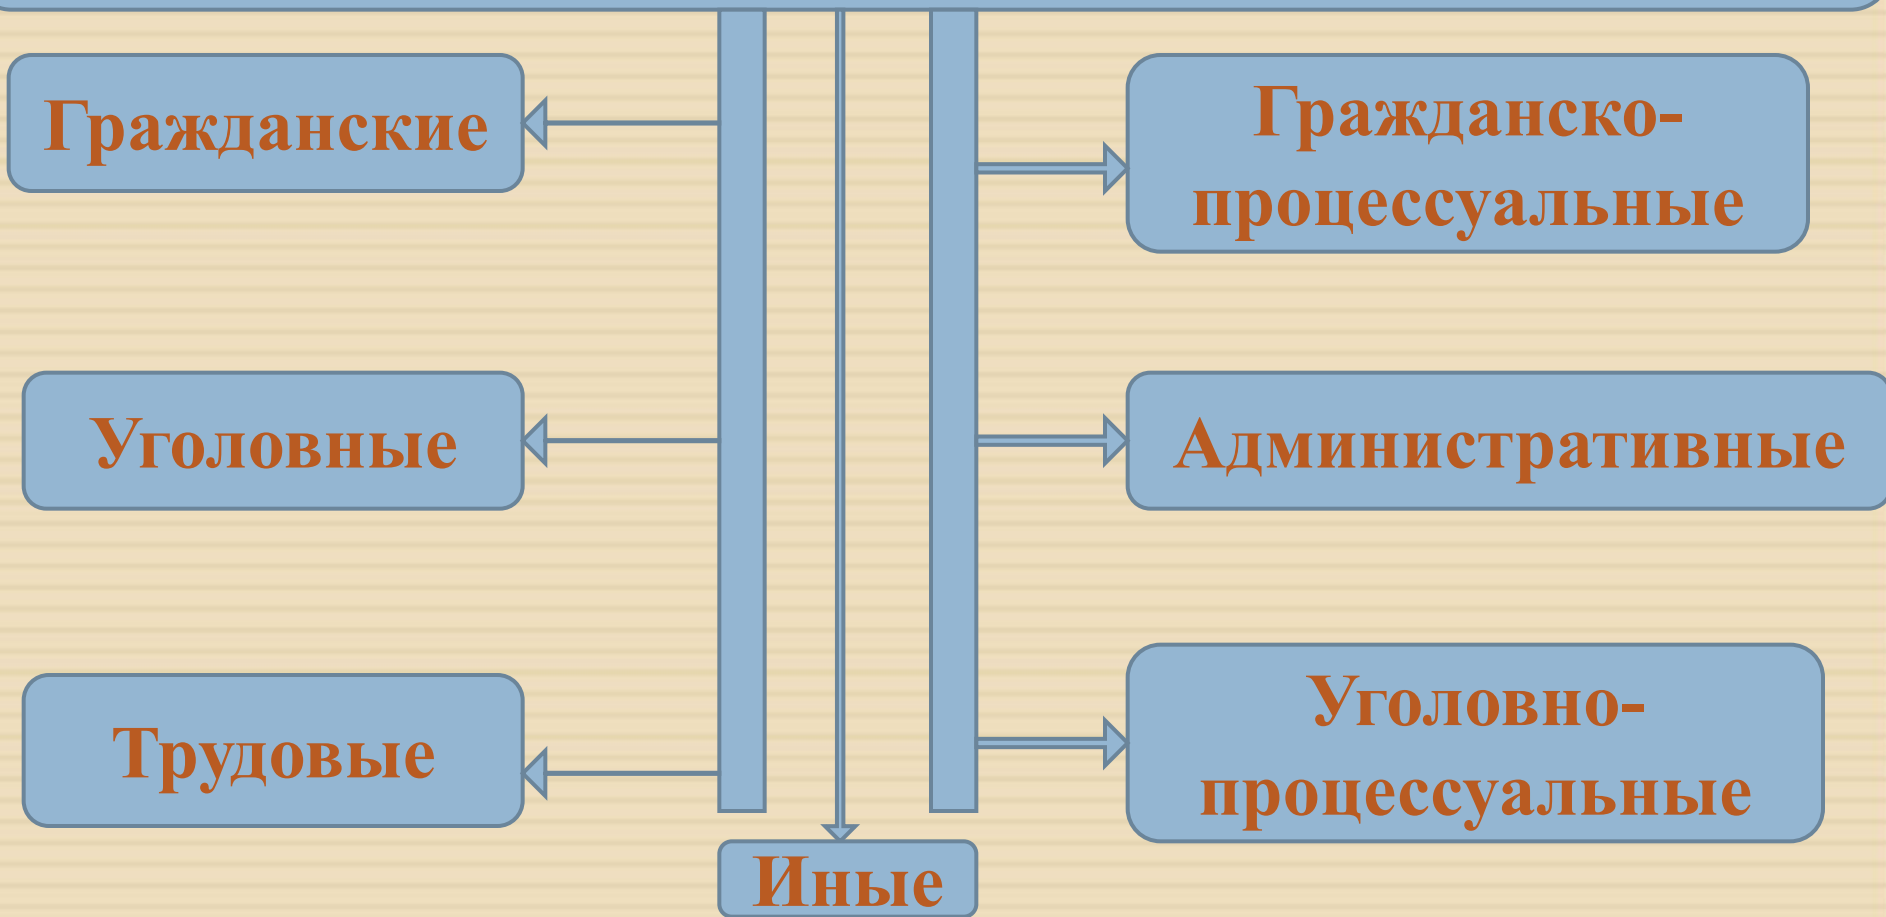 Гражданские
Гражданско-
процессуальные
Уголовные
Административные
Трудовые
Уголовно-
процессуальные
Иные